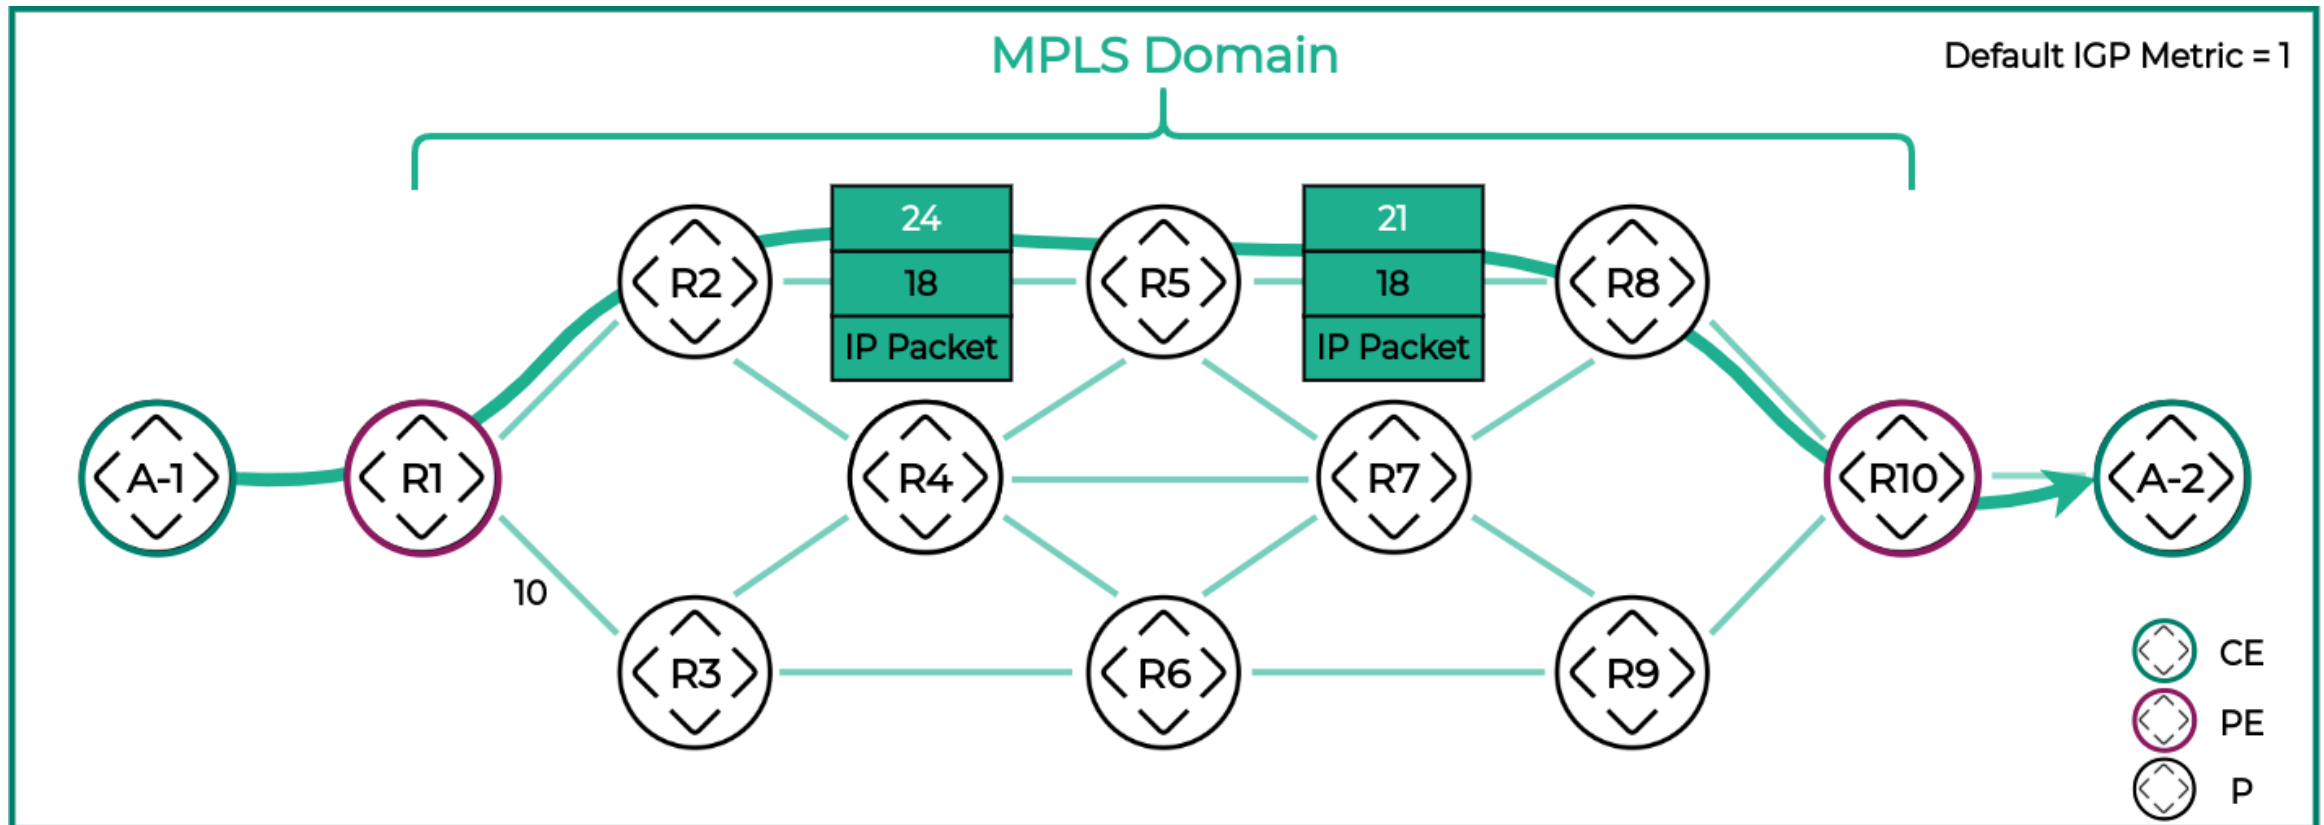 MPLS Domain
Default IGP Metric = 1
24
18
IP Packet
21
18
IP Packet
R2
R5
R8
A-1
R1
R4
R7
R10
A-2
10
R3
R6
R9
CE
PE
P